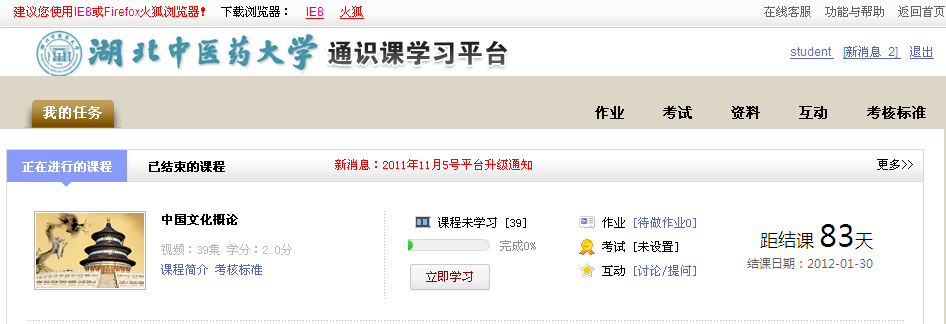 建议您使用IE8或Firefox火狐浏览器! 下载浏览器： IE8 火狐 在线客服 功能与帮助 返回首页
湖北中医药大学 通识课学习平台 student [新消息 2] 退出
我的任务 作业 考试 资料 互动 考核标准
正在进行的课程 已结束的课程 新消息：2011年11月5号平台升级通知 更多>>
中国文化概论 课程未学习 [39] 作业 [待做作业0]
视频：39集 学分：2.0分 完成0% 考试 [未设置] 距结课 83天
课程简介 考核标准 立即学习 互动 [讨论/提问] 结课日期：2012-01-30